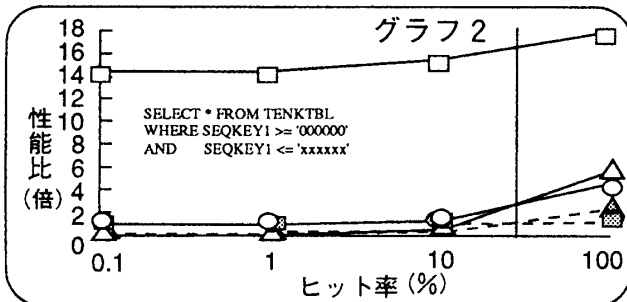 グラフ2
性能比(倍)
18
16
14
12
10
8
6
4
2
0
SELECT * FROM TENKTBL
WHERE SEQKEY1 >= '000000'
AND SEQKEY1 <= 'xxxxxx'
0.1 1 10 100
ヒット率(%)